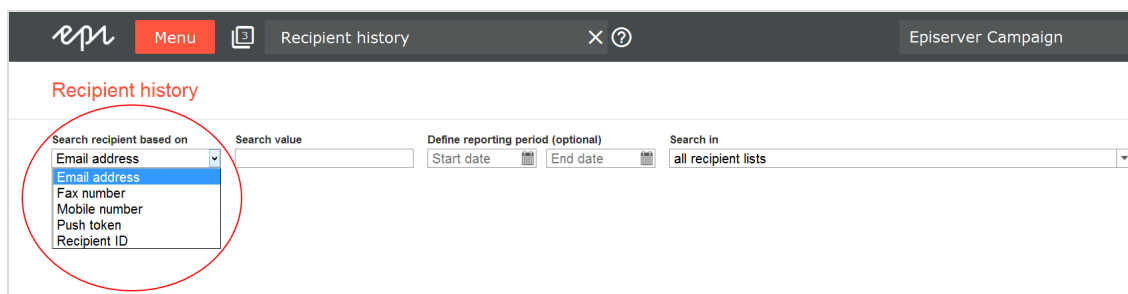 epi Menu 3 Recipient history Episerver Campaign
Recipient history
Search recipient based on Search value Define reporting period (optional) Search in
Email address Start date End date all recipient lists
Email address
Fax number
Mobile number
Push token
Recipient ID